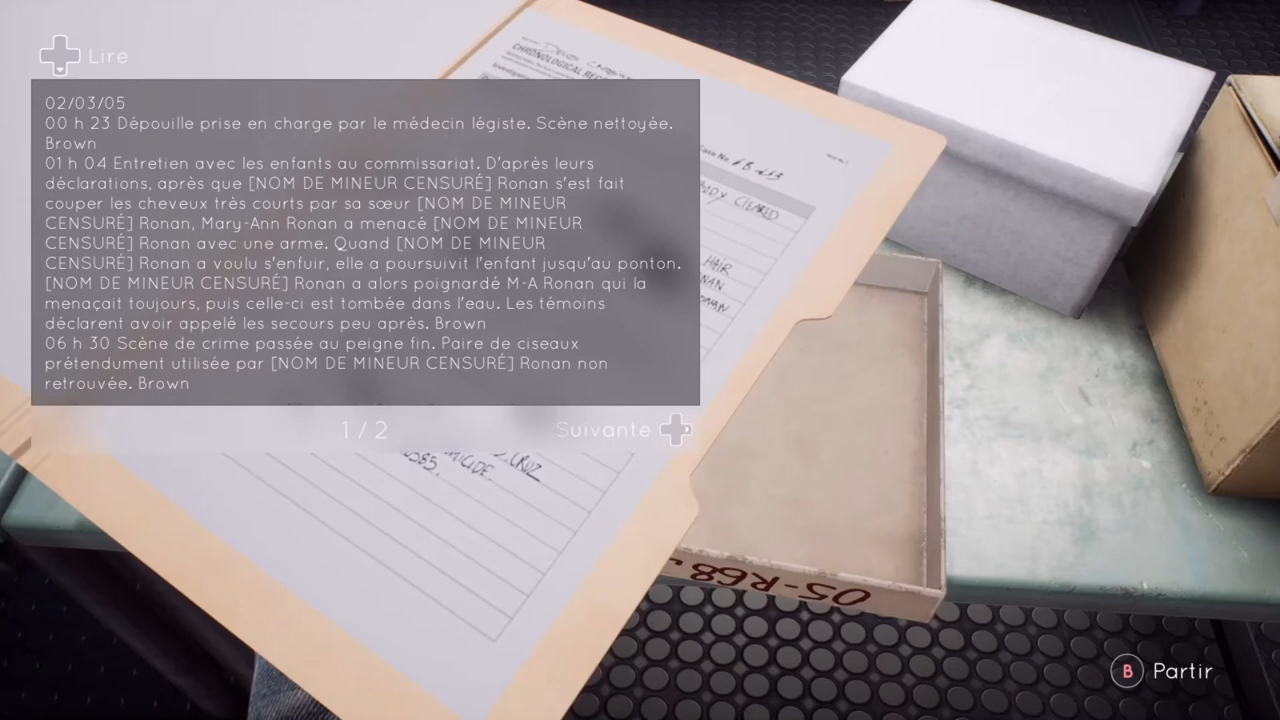 Lire
CHRONOLOGICAL
02/03/05
00 h 23 Dépouille prise en charge par le médecin légiste. Scène nettoyée.
Brown
01 h 04 Entretien avec les enfants au commissariat. D'après leurs
déclarations, après que [NOM DE MINEUR CENSURÉ] Ronan s'est fait
couper les cheveux très courts par sa sœur [NOM DE MINEUR
CENSURÉ] Ronan, Mary-Ann Ronan a menacé [NOM DE MINEUR
CENSURÉ] Ronan avec une arme. Quand [NOM DE MINEUR
CENSURÉ] Ronan a voulu s'enfuir, elle a poursuivit l'enfant jusqu'au ponton.
[NOM DE MINEUR CENSURÉ] Ronan a alors poignardé M-A Ronan qui la
menaçait toujours, puis celle-ci est tombée dans l'eau. Les témoins
déclarent avoir appelé les secours peu après. Brown
06 h 30 Scène de crime passée au peigne fin. Paire de ciseaux
prétendument utilisée par [NOM DE MINEUR CENSURÉ] Ronan non
retrouvée. Brown
1/2
Suivante
Case No
CLEARED
HAIR
CRUZ
05-R68
B Partir